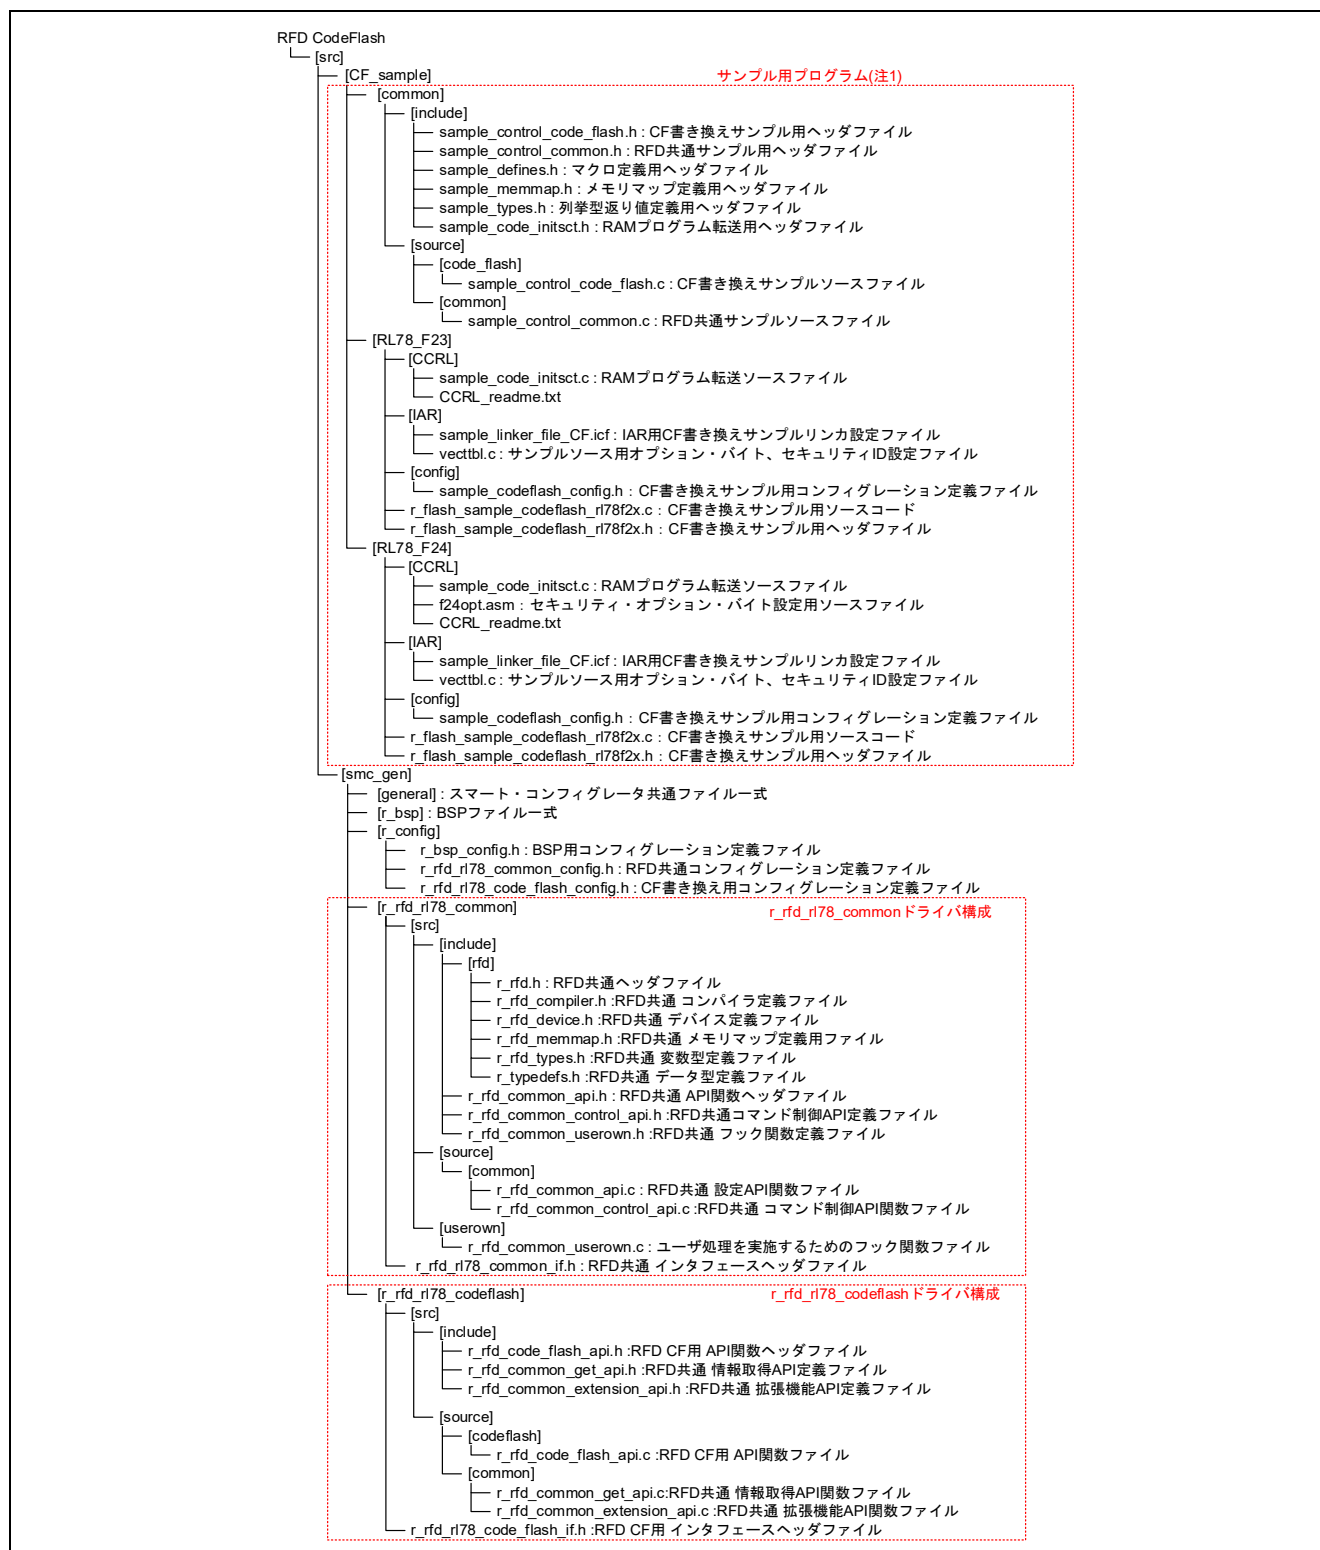 RFD CodeFlash
[src]
[CF_sample]
サンプル用プログラム(注1)
[common]
[include]
sample_control_code_flash.h : CF書き換えサンプル用ヘッダファイル
sample_control_common.h : RFD共通サンプル用ヘッダファイル
sample_defines.h : マクロ定義用ヘッダファイル
sample_memmap.h : メモリマップ定義用ヘッダファイル
sample_types.h : 列挙型返り値定義用ヘッダファイル
sample_code_initsct.h : RAMプログラム転送用ヘッダファイル
[source]
[code_flash]
sample_control_code_flash.c : CF書き換えサンプルソースファイル
[common]
sample_control_common.c : RFD共通サンプルソースファイル
[RL78_F23]
[CCRL]
sample_code_initsct.c : RAMプログラム転送ソースファイル
CCRL_readme.txt
[IAR]
sample_linker_file_CF.icf : IAR用CF書き換えサンプルリンカ設定ファイル
vecttbl.c : サンプルソース用オプション・バイト、セキュリティID設定ファイル
[config]
sample_codeflash_config.h : CF書き換えサンプル用コンフィグレーション定義ファイル
r_flash_sample_codeflash_rl78f2x.c : CF書き換えサンプル用ソースコード
r_flash_sample_codeflash_rl78f2x.h : CF書き換えサンプル用ヘッダファイル
[RL78_F24]
[CCRL]
sample_code_initsct.c : RAMプログラム転送ソースファイル
f24opt.asm : セキュリティ・オプション・バイト設定用ソースファイル
CCRL_readme.txt
[IAR]
sample_linker_file_CF.icf : IAR用CF書き換えサンプルリンカ設定ファイル
vecttbl.c : サンプルソース用オプション・バイト、セキュリティID設定ファイル
[config]
sample_codeflash_config.h : CF書き換えサンプル用コンフィグレーション定義ファイル
r_flash_sample_codeflash_rl78f2x.c : CF書き換えサンプル用ソースコード
r_flash_sample_codeflash_rl78f2x.h : CF書き換えサンプル用ヘッダファイル
[smc_gen]
[general] : スマート・コンフィグレータ共通ファイル一式
[r_bsp] : BSPファイル一式
[r_config]
r_bsp_config.h : BSP用コンフィグレーション定義ファイル
r_rfd_rl78_common_config.h : RFD共通コンフィグレーション定義ファイル
r_rfd_rl78_code_flash_config.h : CF書き換え用コンフィグレーション定義ファイル
[r_rfd_rl78_common]
r_rfd_rl78_commonドライバ構成
[src]
[include]
[rfd]
r_rfd.h : RFD共通ヘッダファイル
r_rfd_compiler.h :RFD共通 コンパイラ定義ファイル
r_rfd_device.h :RFD共通 デバイス定義ファイル
r_rfd_memmap.h :RFD共通 メモリマップ定義用ファイル
r_rfd_types.h :RFD共通 変数型定義ファイル
r_typedefs.h :RFD共通 データ型定義ファイル
r_rfd_common_api.h : RFD共通 API関数ヘッダファイル
r_rfd_common_control_api.h :RFD共通コマンド制御API定義ファイル
r_rfd_common_userown.h : RFD共通 フック関数定義ファイル
[source]
[common]
r_rfd_common_api.c : RFD共通 設定API関数ファイル
r_rfd_common_control_api.c :RFD共通 コマンド制御API関数ファイル
[userown]
r_rfd_common_userown.c : ユーザ処理を実施するためのフック関数ファイル
r_rfd_rl78_common_if.h : RFD共通 インタフェースヘッダファイル
[r_rfd_rl78_codeflash]
r_rfd_rl78_codeflashドライバ構成
[src]
[include]
r_rfd_code_flash_api.h :RFD CF用 API関数ヘッダファイル
r_rfd_common_get_api.h :RFD共通 情報取得API定義ファイル
r_rfd_common_extension_api.h :RFD共通 拡張機能API定義ファイル
[source]
[codeflash]
r_rfd_code_flash_api.c :RFD CF用 API関数ファイル
[common]
r_rfd_common_get_api.c:RFD共通 情報取得API関数ファイル
r_rfd_common_extension_api.c :RFD共通 拡張機能API関数ファイル
r_rfd_rl78_code_flash_if.h :RFD CF用 インタフェースヘッダファイル